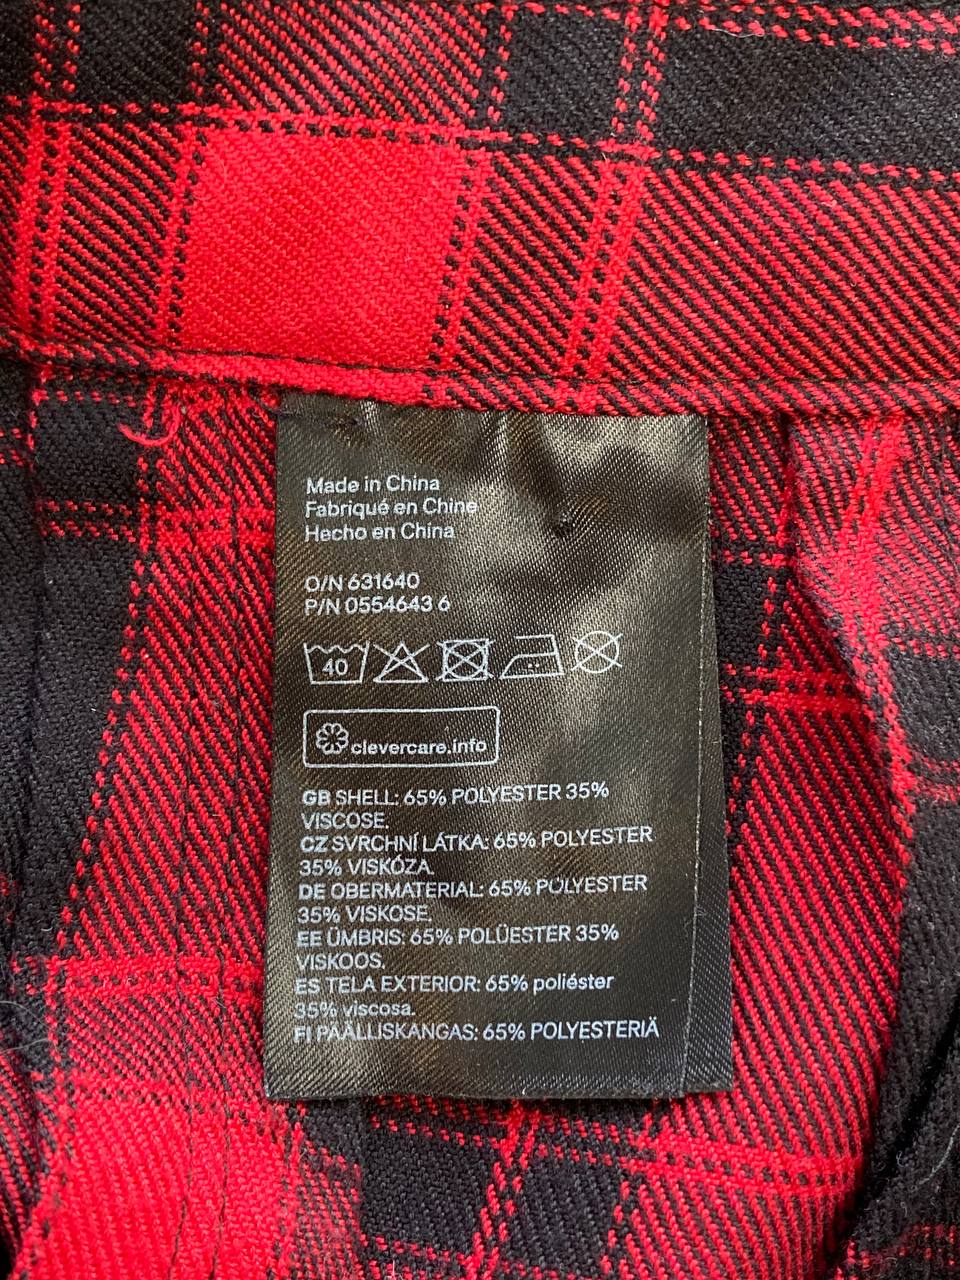 Made in China
Fabriqué en Chine
Hecho en China
O/N 631640
P/N 0554643 6
40
clevercare.info
GB SHELL: 65% POLYESTER 35%
VISCOSE.
CZ SVRCHNÍ LÁTKA: 65% POLYESTER
35% VISKÓZA.
DE OBERMATERIAL: 65% POLYESTER
35% VISKOSE.
EE ÜMBRIS: 65% POLÜESTER 35%
VISKOOS.
ES TELA EXTERIOR: 65% poliéster
35% viscosa.
FI PÄÄLLISKANGAS: 65% POLYESTERIÄ